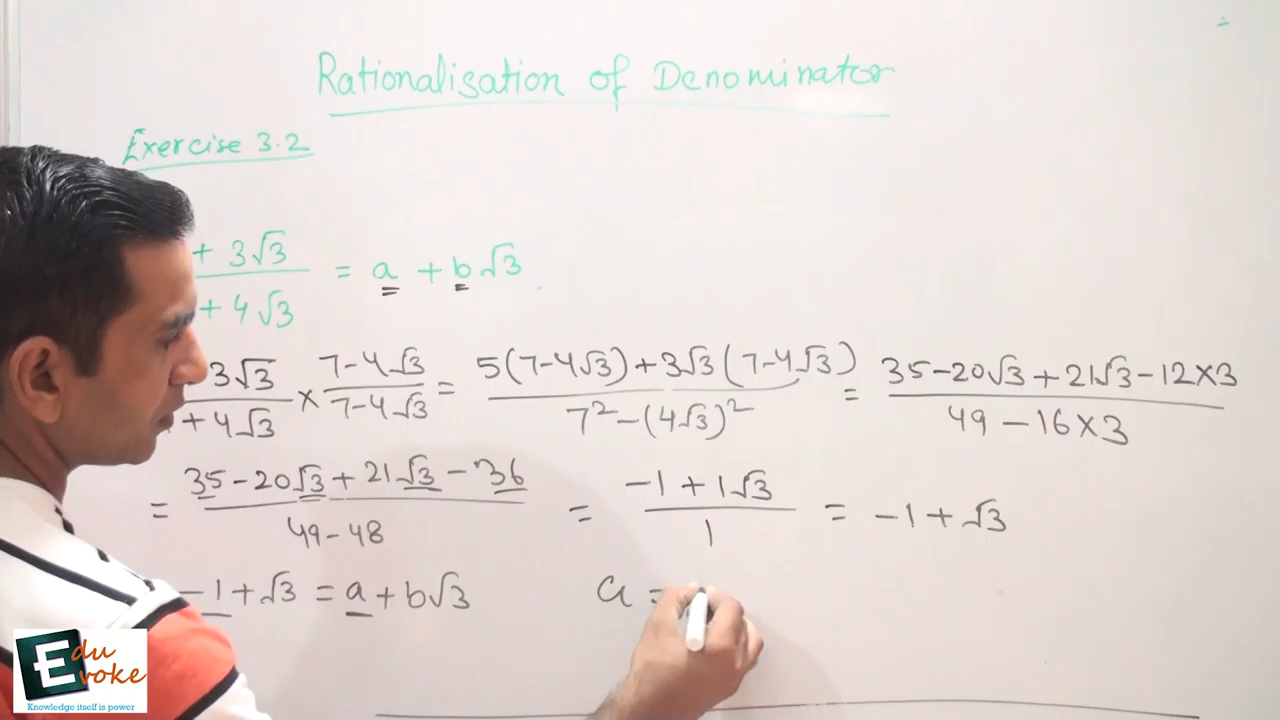 Rationalisation of Denominator
Exercise 3.2
+ 3√3 / + 4√3 = a + b√3
3√3 / +4√3 × 7-4√3 / 7-4√3 = 5(7-4√3)+3√3(7-4√3) / 7²-(4√3)² = 35-20√3+21√3-12×3 / 49-16×3
= 35-20√3+21√3-36 / 49-48 = -1+1√3 / 1 = -1+√3
-1+√3 = a+b√3 a =
Edu
Evoke
Knowledge itself is power